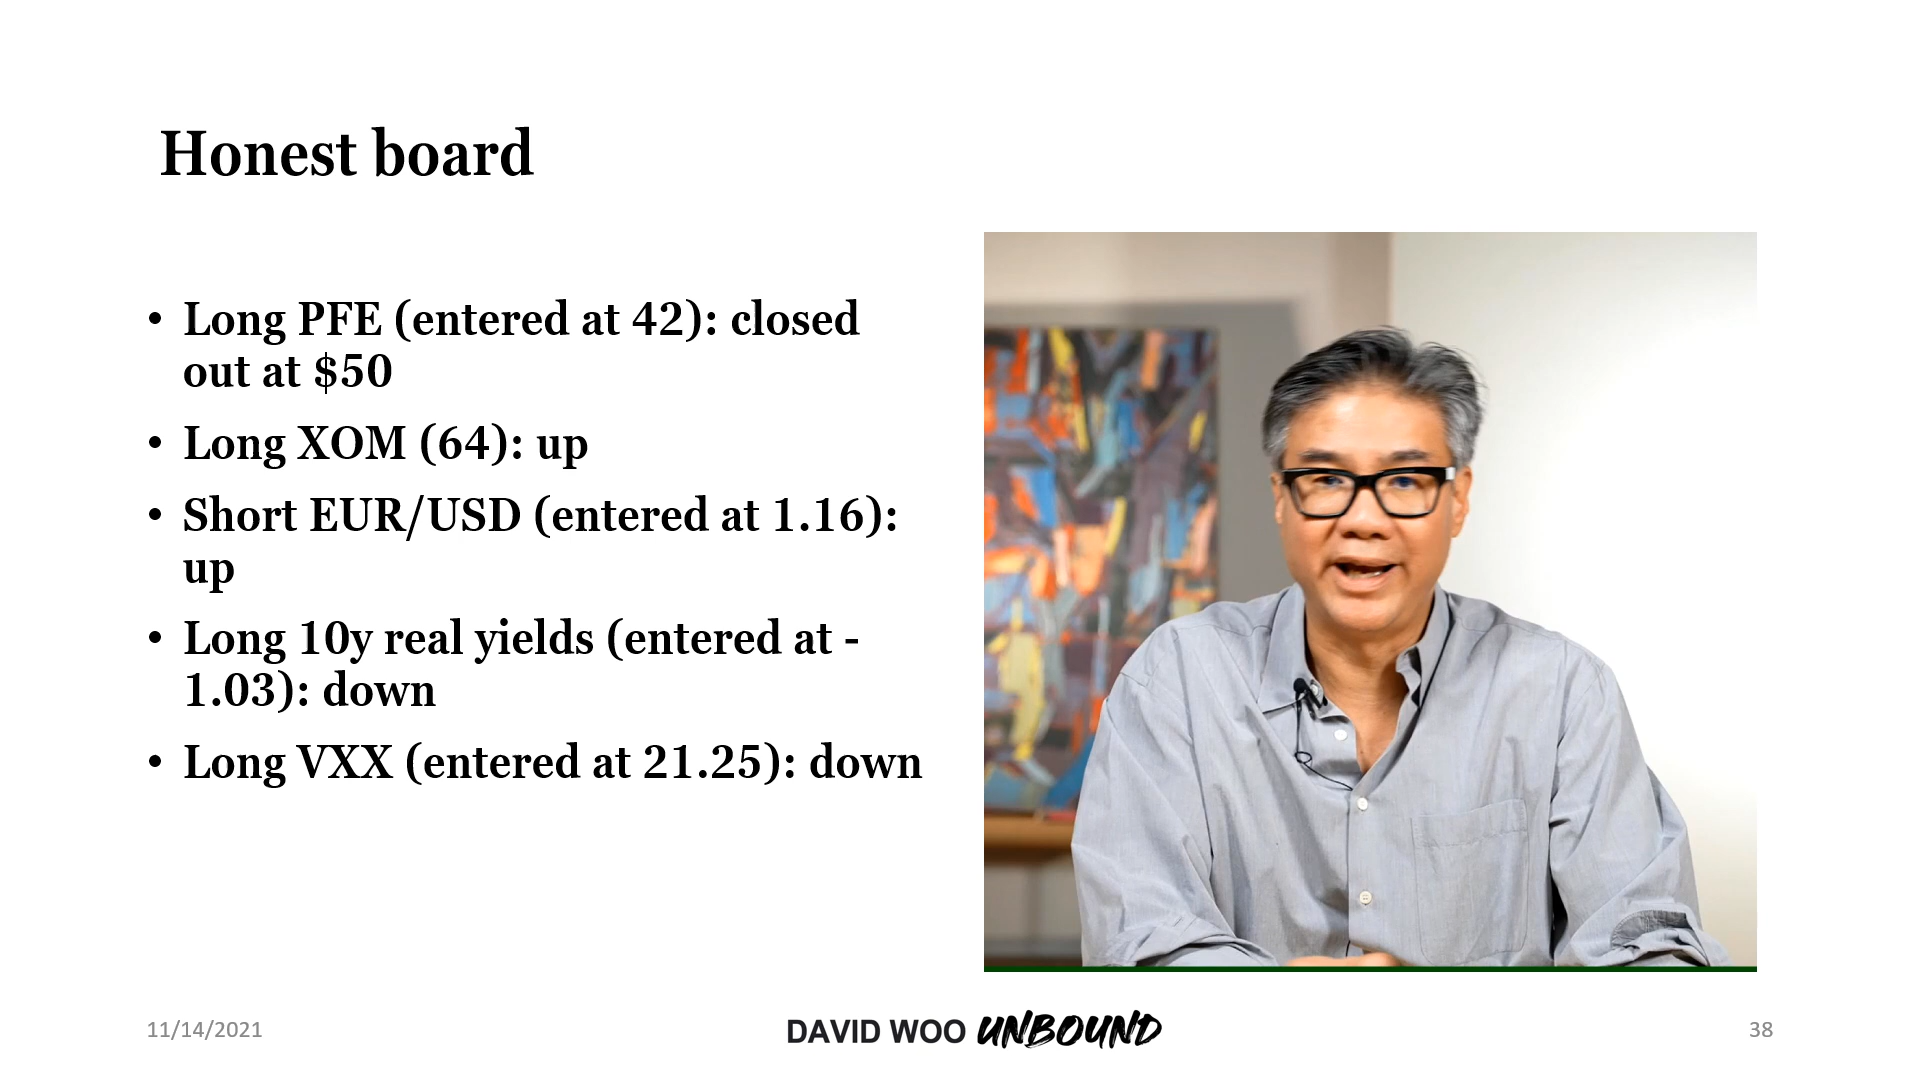 Honest board
• Long PFE (entered at 42): closed
out at $50
• Long XOM (64): up
• Short EUR/USD (entered at 1.16):
up
• Long 10y real yields (entered at -
1.03): down
• Long VXX (entered at 21.25): down
11/14/2021
DAVID WOO UNBOUND
38